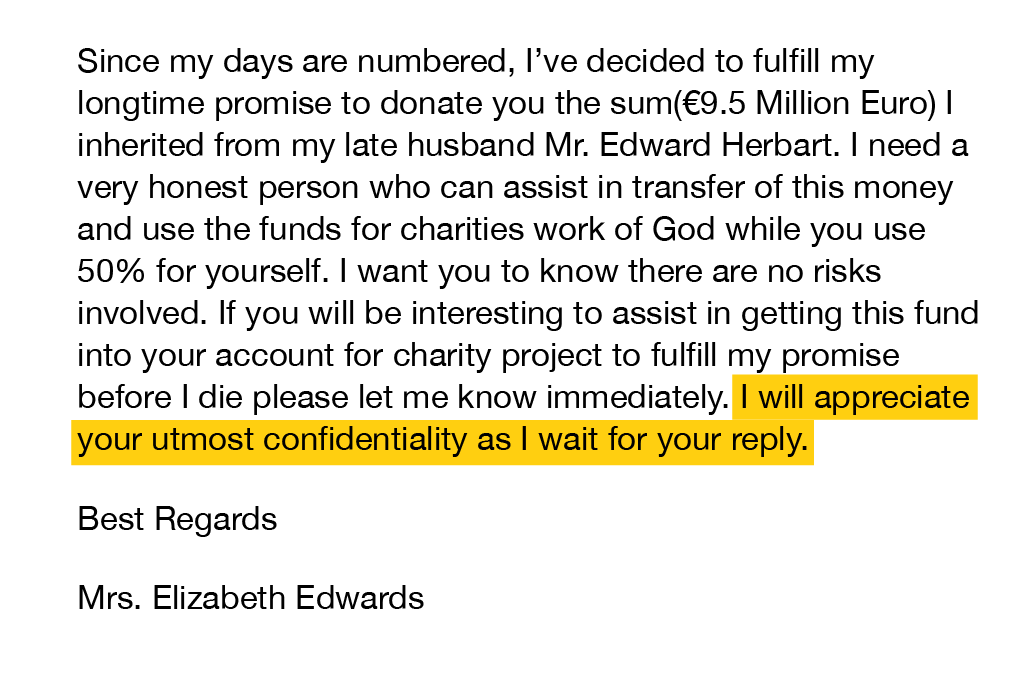 Since my days are numbered, I’ve decided to fulfill my
longtime promise to donate you the sum(€9.5 Million Euro) I
inherited from my late husband Mr. Edward Herbart. I need a
very honest person who can assist in transfer of this money
and use the funds for charities work of God while you use
50% for yourself. I want you to know there are no risks
involved. If you will be interesting to assist in getting this fund
into your account for charity project to fulfill my promise
before I die please let me know immediately. I will appreciate
your utmost confidentiality as I wait for your reply.
Best Regards
Mrs. Elizabeth Edwards